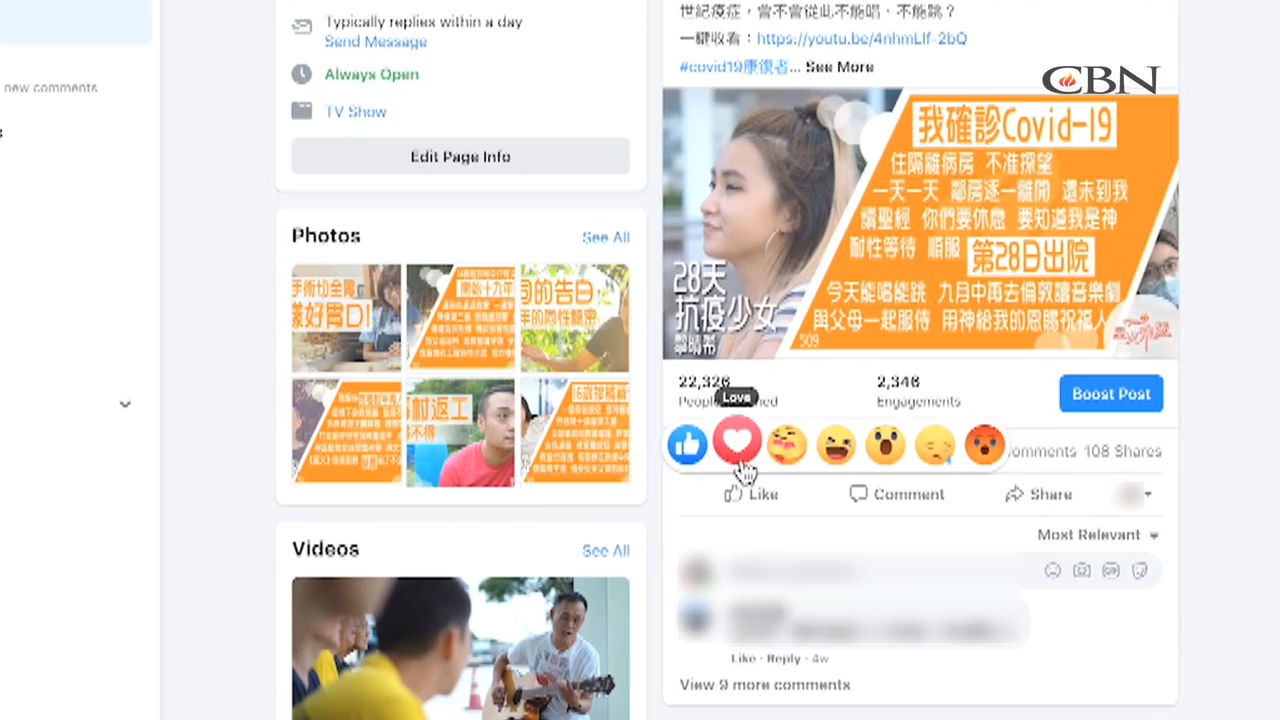 new comments
Typically replies within a day
Send Message
Always Open
TV Show
Edit Page Info
Photos
See All
手術切全胃
Videos
See All
世紀疫症，會不會從此不能唱、不能跳？
一鍵收看：https://youtu.be/4nhmLlf-2bQ
#covid19康復者... See More
CBN
我確診Covid-19
住隔離病房 不准探望
一天一天 鄰房逐一離開 還未到我
讀聖經 你們要休息 要知道我是神
耐性等待 順服 第28日出院
今天能唱能跳 九月中再去倫敦讀音樂劇
與父母一起服侍 用神給我的恩賜祝福人
509
28天
抗疫少女
22,326
2,346
Engagements
Boost Post
Love
108 Shares
Like
Comment
Share
Most Relevant
Like · Reply · 4w
View 9 more comments